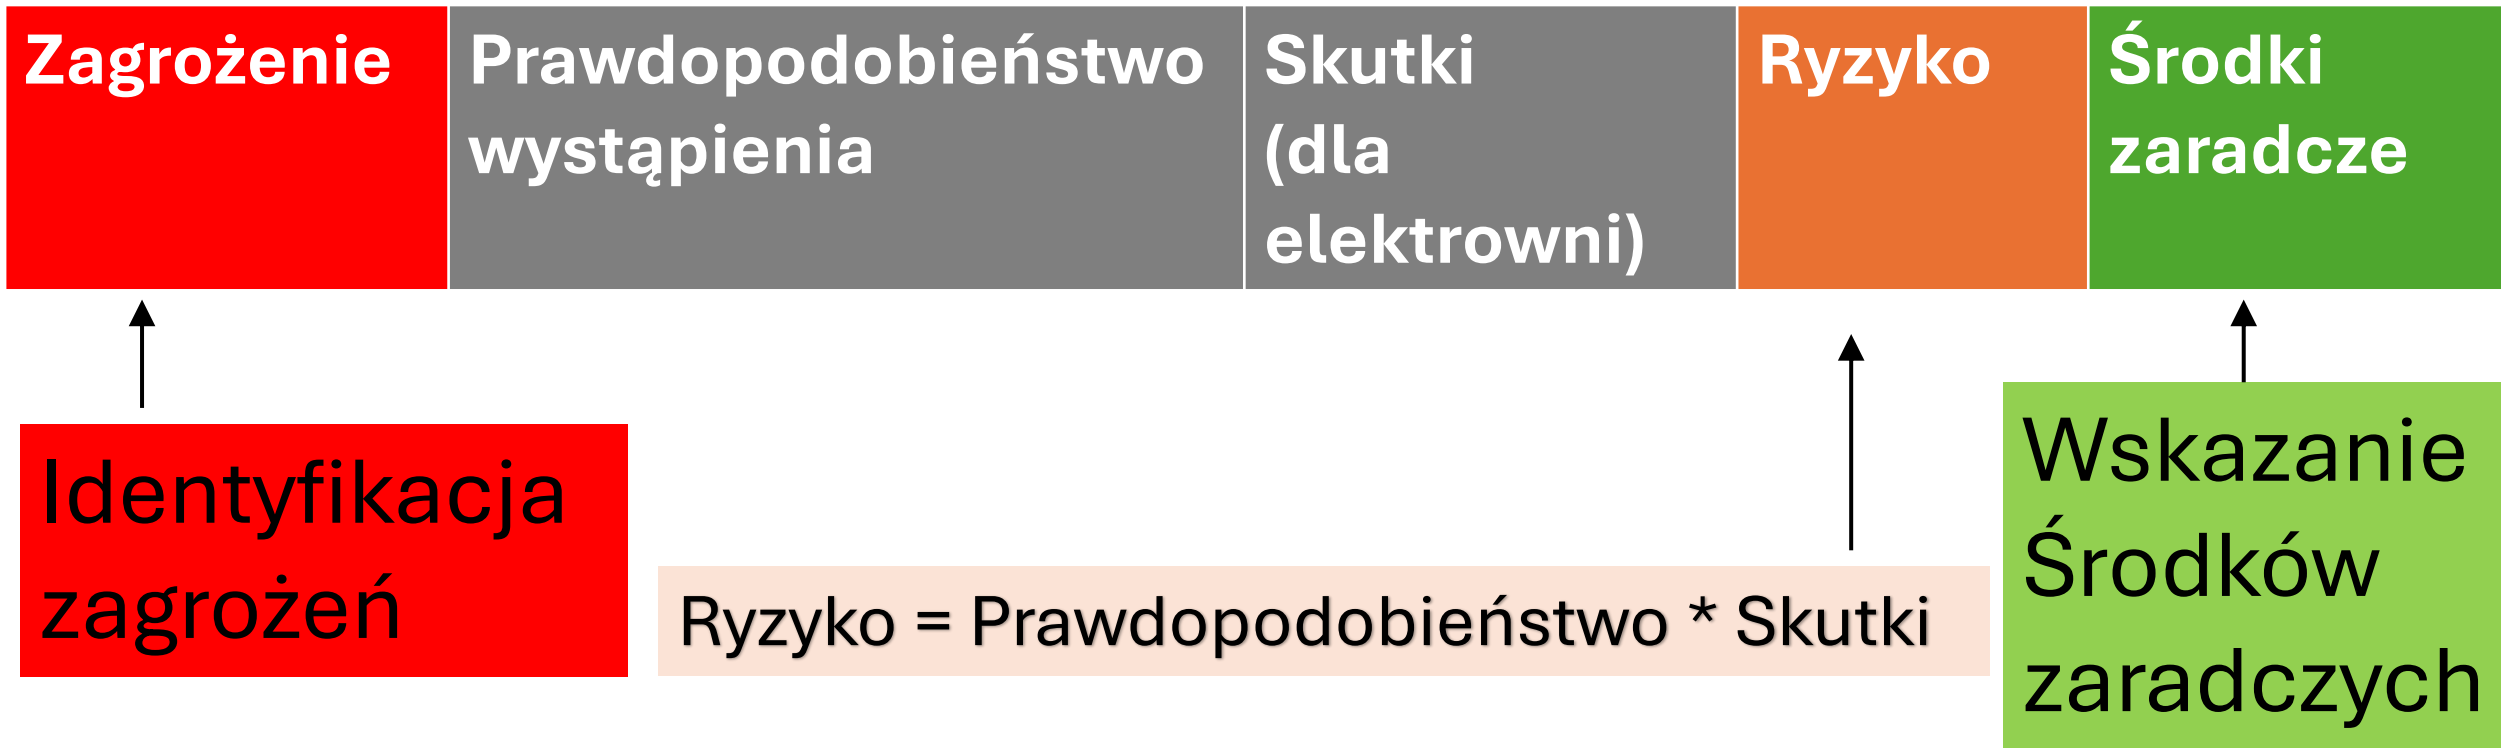 Zagrożenie
Prawdopodobieństwo
wystąpienia
Skutki
(dla
elektrowni)
Ryzyko
Środki
zaradcze
Identyfikacja
zagrożeń
Ryzyko = Prawdopodobieństwo * Skutki
Wskazanie
Środków
zaradczych